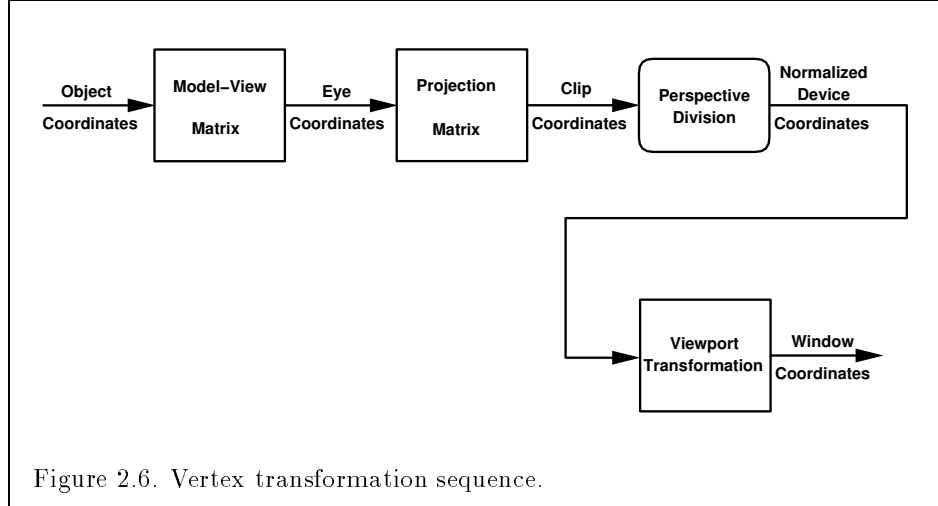 Object
Coordinates
Model–View
Matrix
Eye
Coordinates
Projection
Matrix
Clip
Coordinates
Perspective
Division
Normalized
Device
Coordinates
Viewport
Transformation
Window
Coordinates
Figure 2.6. Vertex transformation sequence.